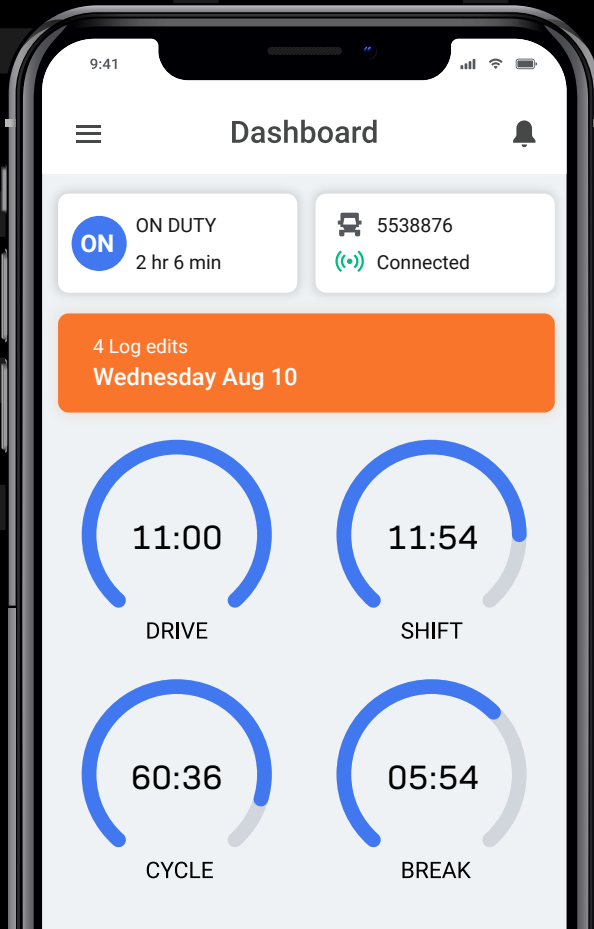 9:41
Dashboard
ON
ON DUTY
2 hr 6 min
5538876
Connected
4 Log edits
Wednesday Aug 10
11:00
DRIVE
11:54
SHIFT
60:36
CYCLE
05:54
BREAK